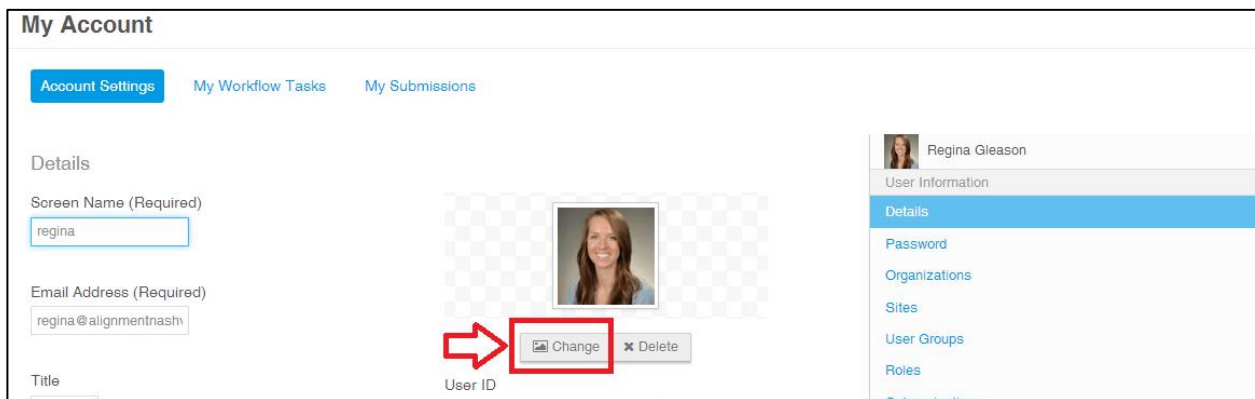 My Account
Account Settings My Workflow Tasks My Submissions
Details
Screen Name (Required)
regina
Email Address (Required)
regina@alignmentnashv
Title
Change Delete
User ID
Regina Gleason
User Information
Details
Password
Organizations
Sites
User Groups
Roles